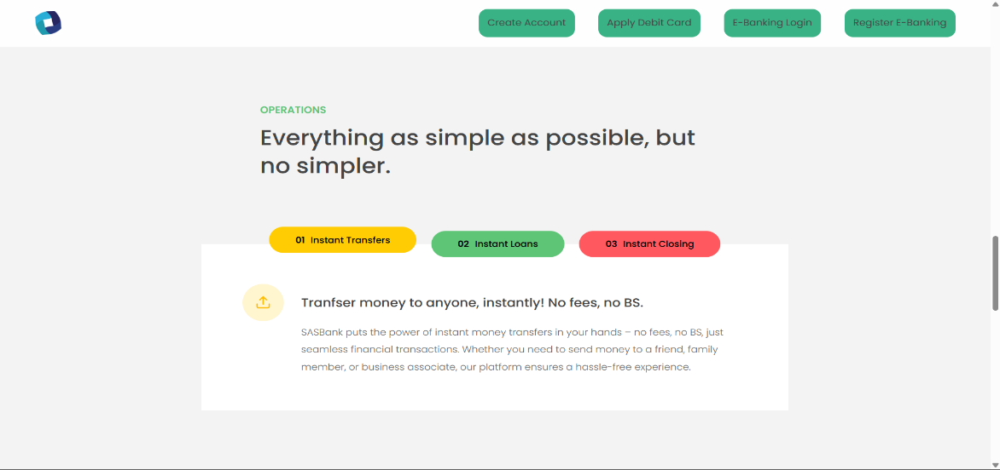 Create Account Apply Debit Card E-Banking Login Register E-Banking
OPERATIONS
Everything as simple as possible, but
no simpler.
01 Instant Transfers 02 Instant Loans 03 Instant Closing
Tranfser money to anyone, instantly! No fees, no BS.
SASBank puts the power of instant money transfers in your hands – no fees, no BS, just
seamless financial transactions. Whether you need to send money to a friend, family
member, or business associate, our platform ensures a hassle-free experience.